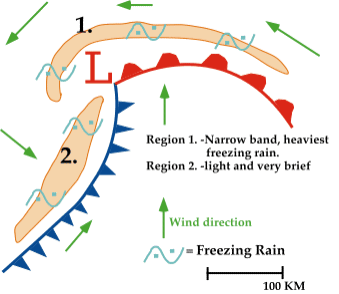 1.
L
Region 1. -Narrow band, heaviest
freezing rain.
2.
Region 2. -light and very brief
Wind direction
= Freezing Rain
100 KM